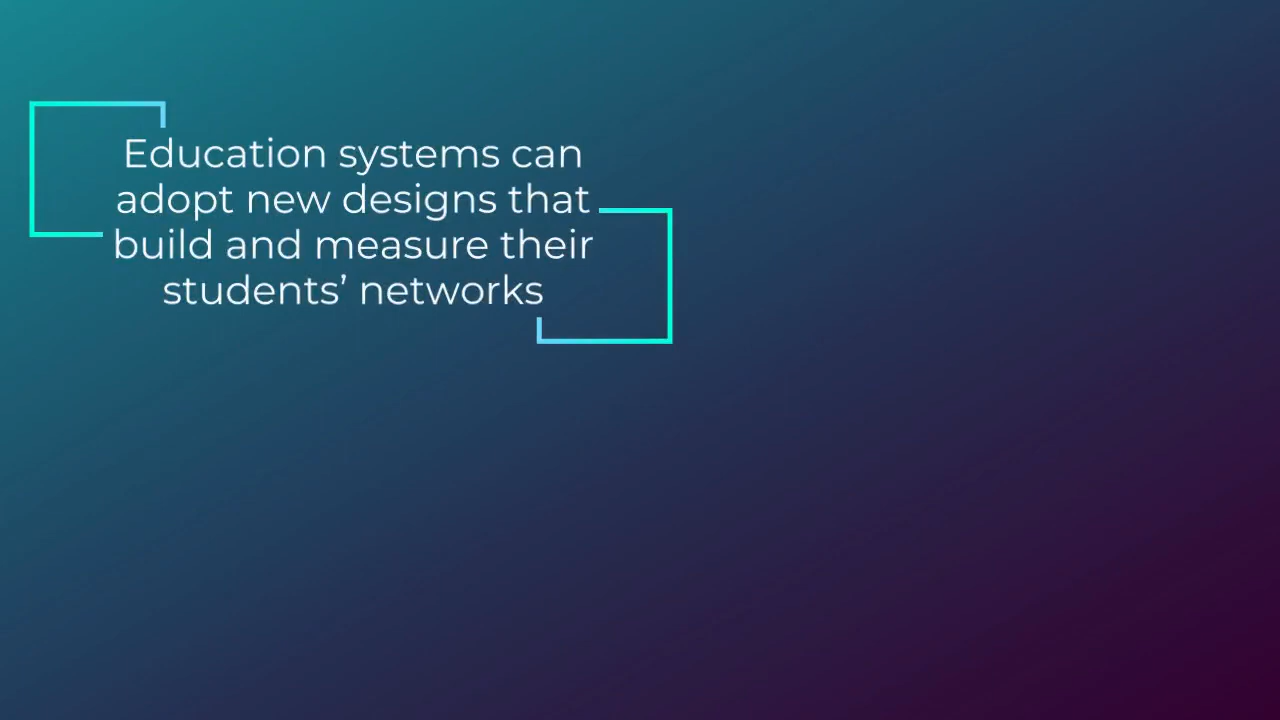 Education systems can
adopt new designs that
build and measure their
students’ networks